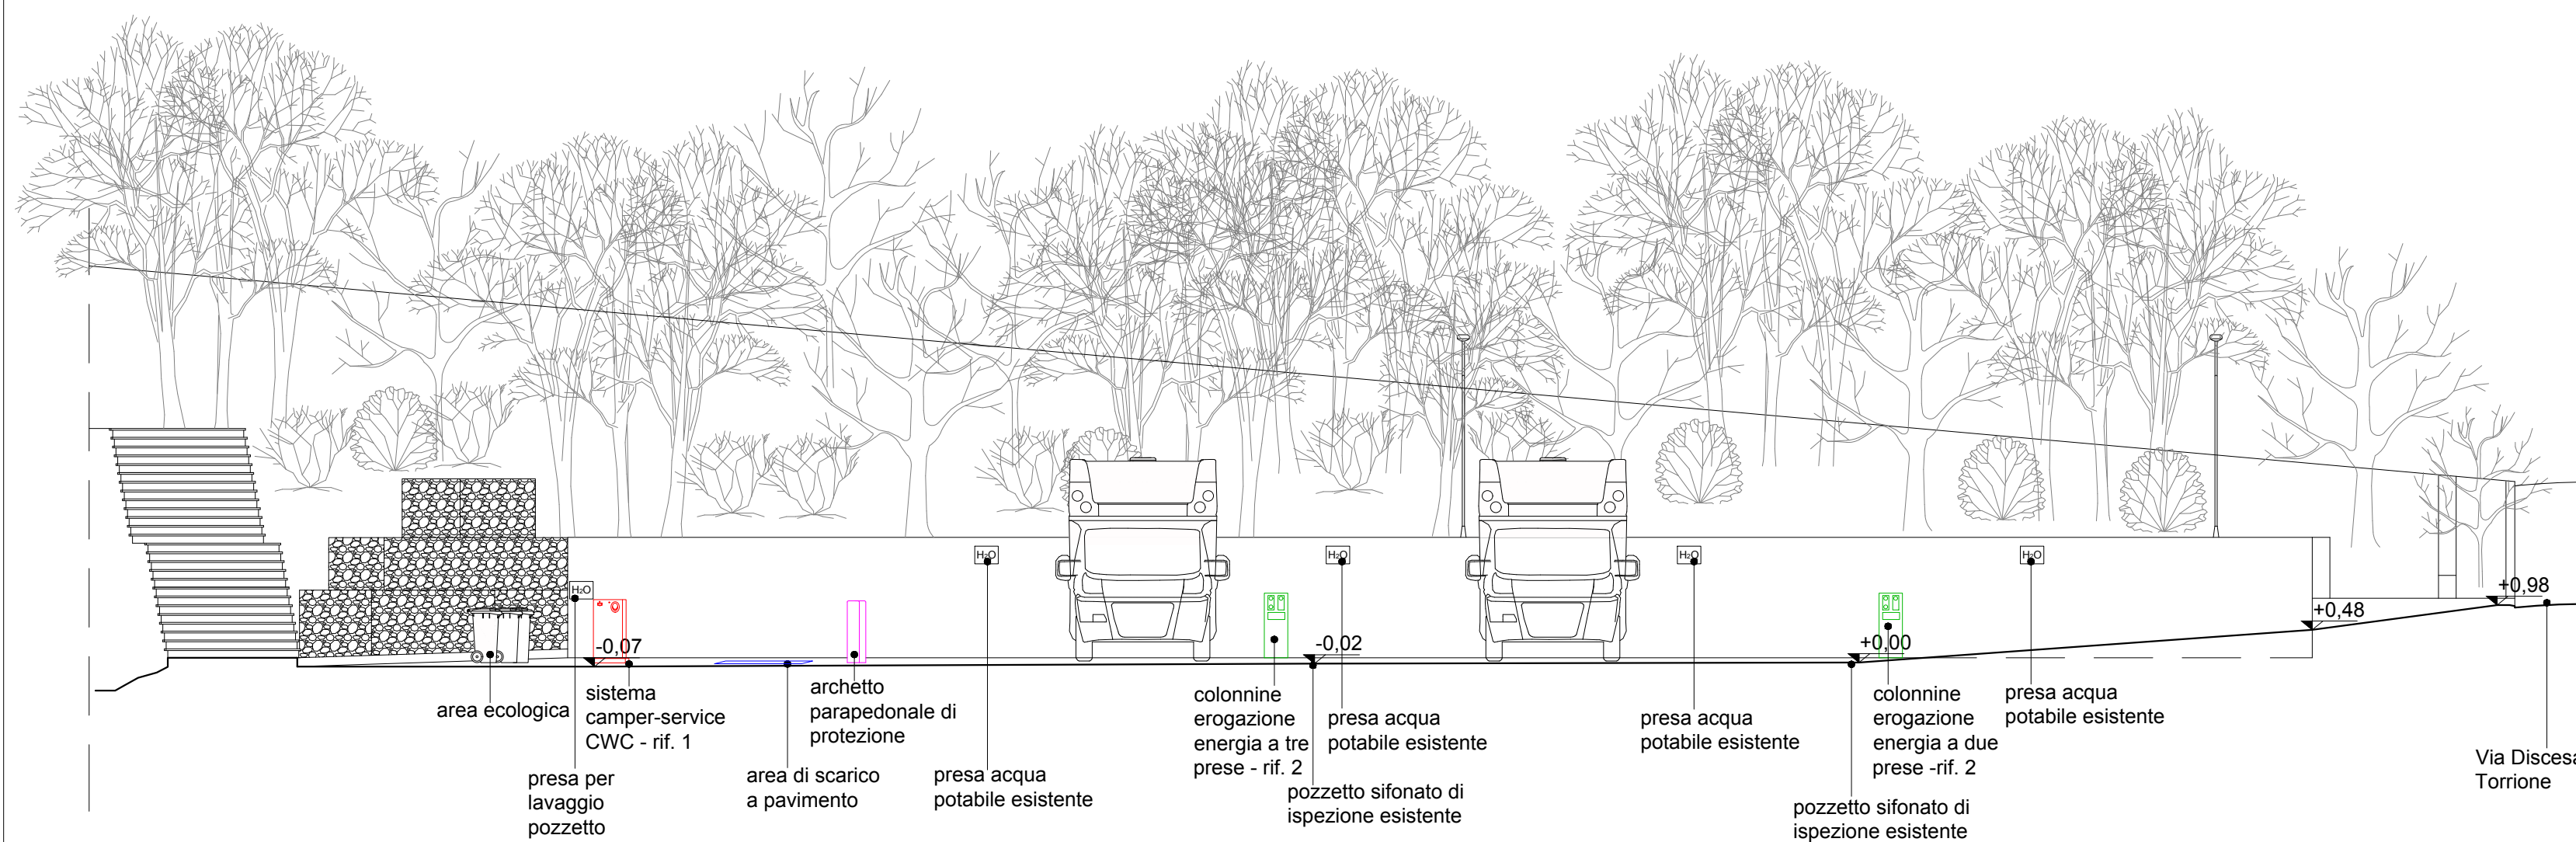 H₂O
H₂O
H₂O
H₂O
H₂O
-0,07
-0,02
+0,00
+0,48
+0,98
area ecologica
presa per
lavaggio
pozzetto
sistema
camper-service
CWC - rif. 1
area di scarico
a pavimento
archetto
parapedonale di
protezione
presa acqua
potabile esistente
colonnine
erogazione
energia a tre
prese - rif. 2
pozzetto sifonato di
ispezione esistente
presa acqua
potabile esistente
presa acqua
potabile esistente
pozzetto sifonato di
ispezione esistente
colonnine
erogazione
energia a due
prese -rif. 2
presa acqua
potabile esistente
Via Discesa
Torrione